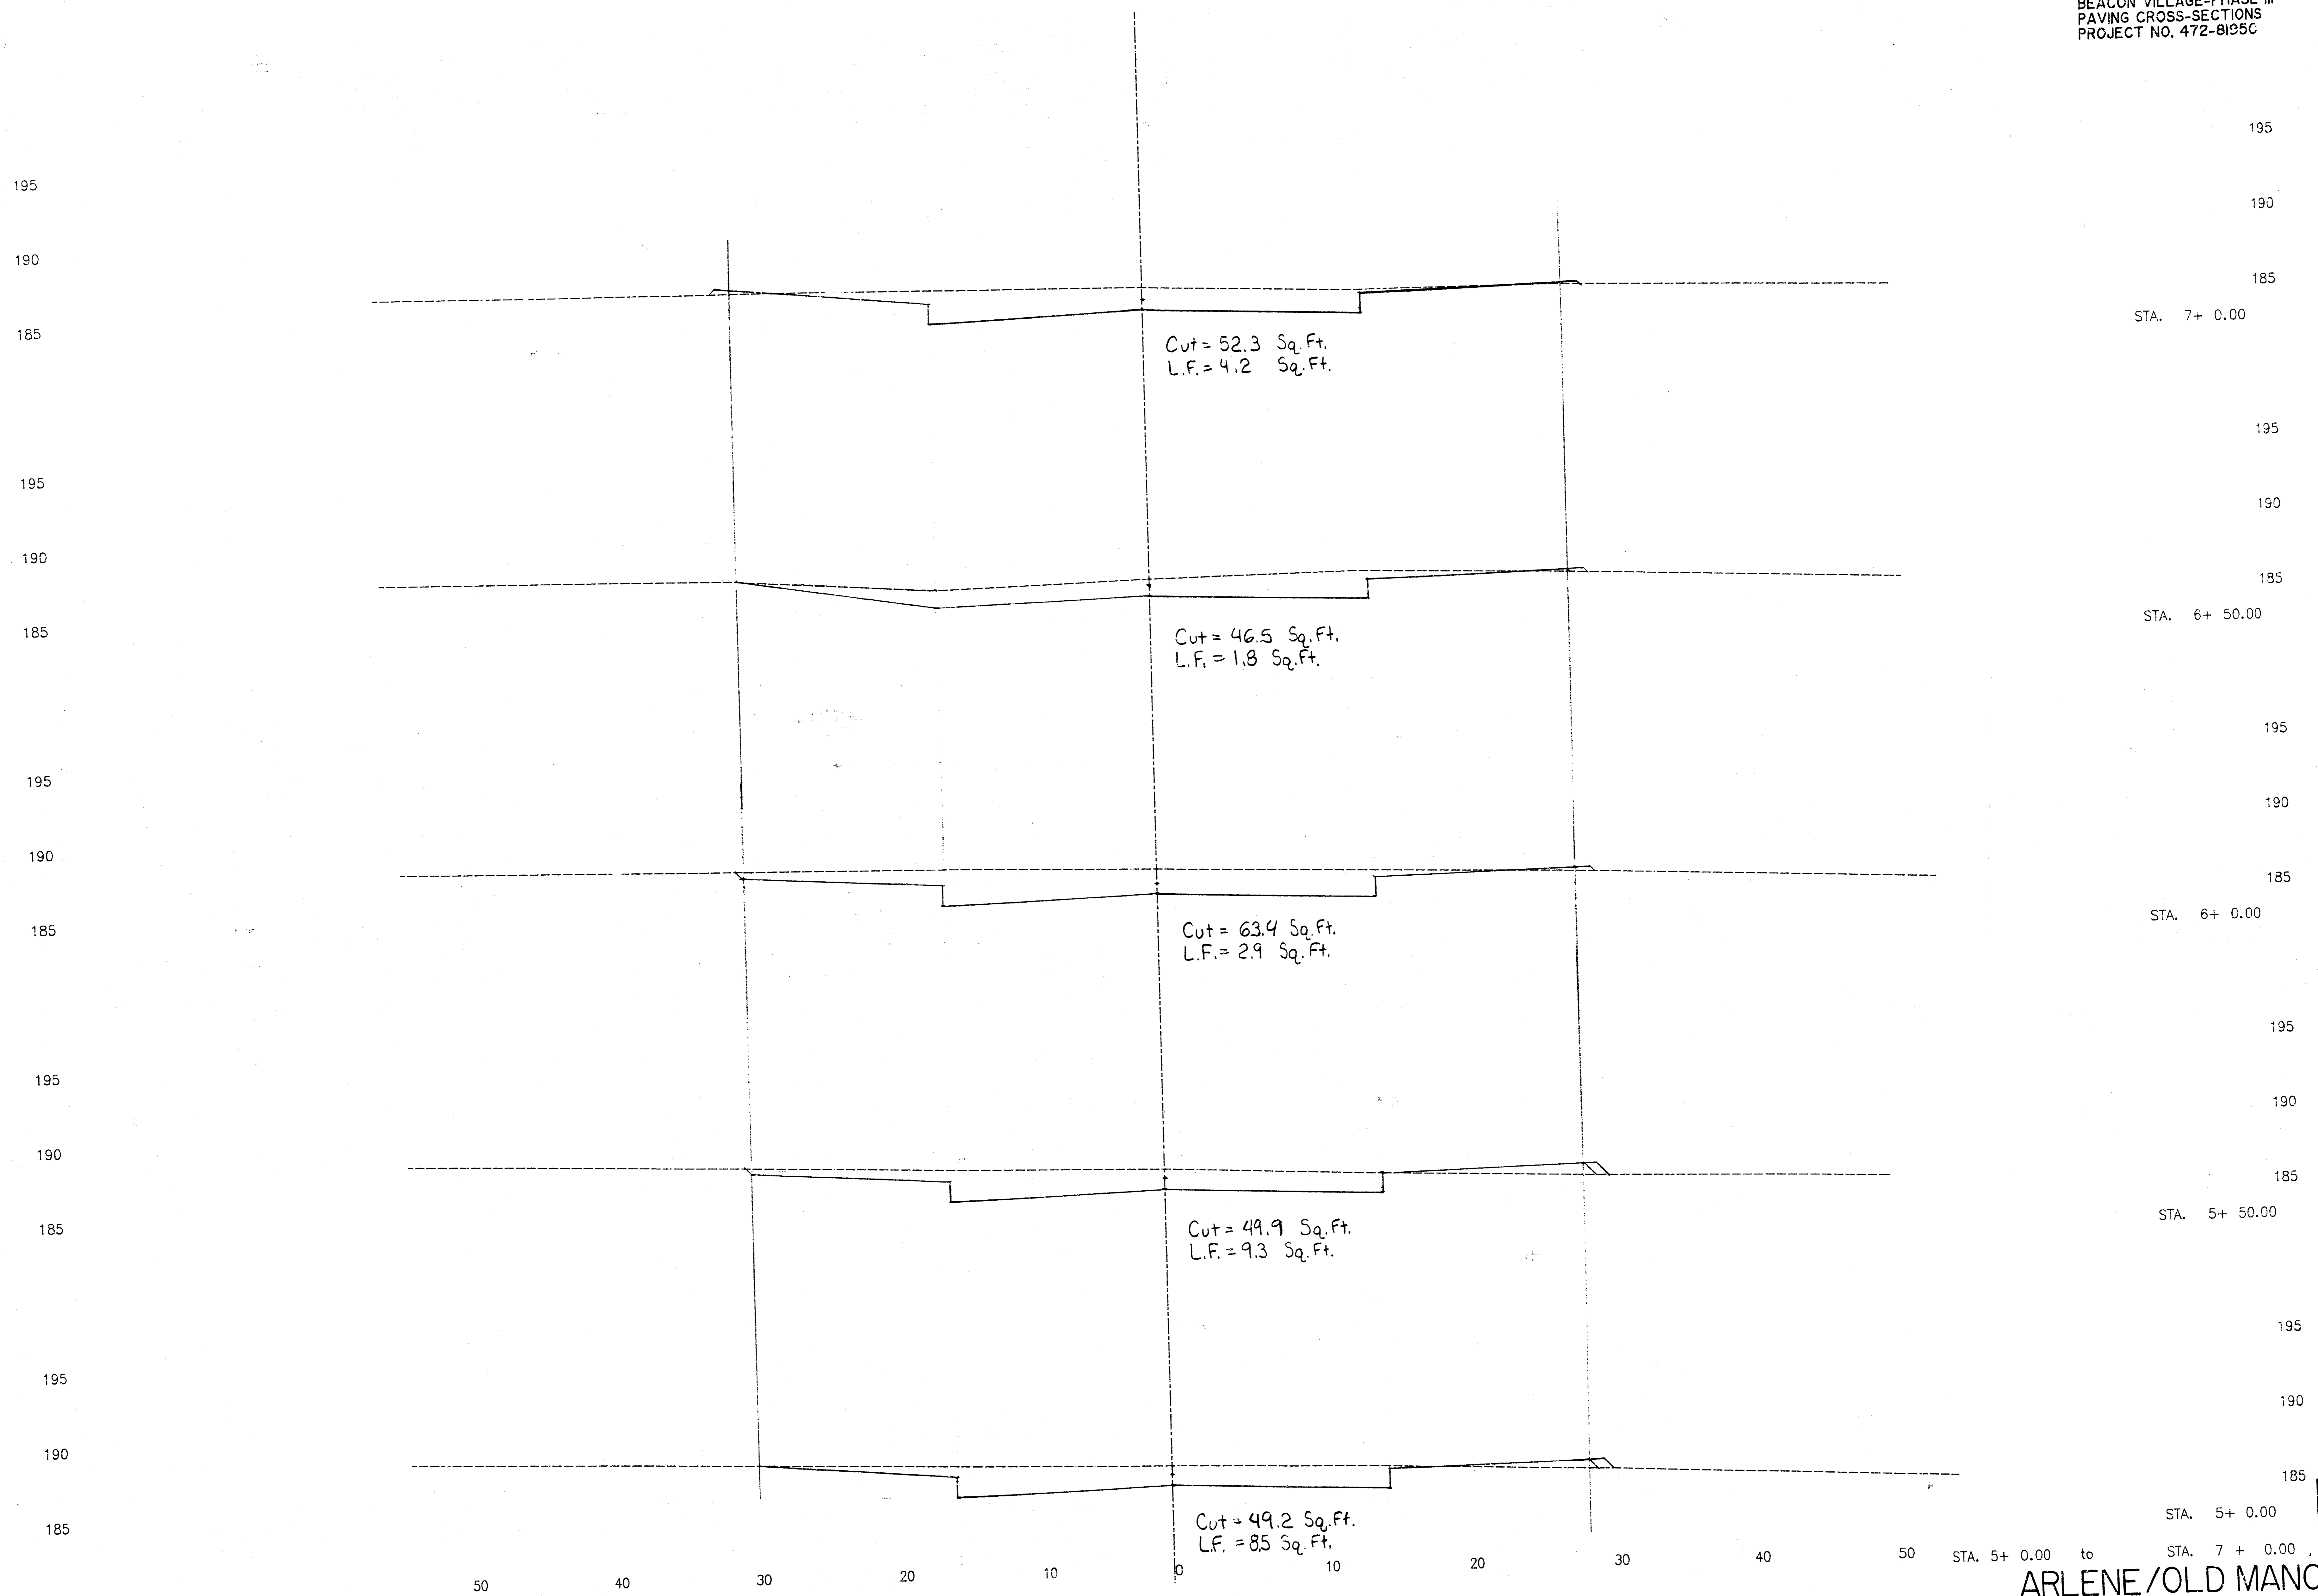 BEACON VILLAGE-PHASE III
PAVING CROSS-SECTIONS
PROJECT NO. 472-8195C
195
195
190
190
185
185
STA. 7+ 0.00
Cut = 52.3 Sq.Ft.
L.F. = 4.2 Sq.Ft.
195
195
190
190
185
185
STA. 6+ 50.00
Cut = 46.5 Sq.Ft.
L.F. = 1.8 Sq.Ft.
195
195
190
190
185
185
STA. 6+ 0.00
Cut = 63.4 Sq.Ft.
L.F. = 2.9 Sq.Ft.
195
195
190
190
185
185
STA. 5+ 50.00
Cut = 49.9 Sq.Ft.
L.F. = 9.3 Sq.Ft.
195
195
190
190
185
185
STA. 5+ 0.00
Cut = 49.2 Sq.Ft.
L.F. = 8.5 Sq.Ft.
50 40 30 20 10 0 10 20 30 40 50
STA. 5+ 0.00 to STA. 7 + 0.00
ARLENE/OLD MANO